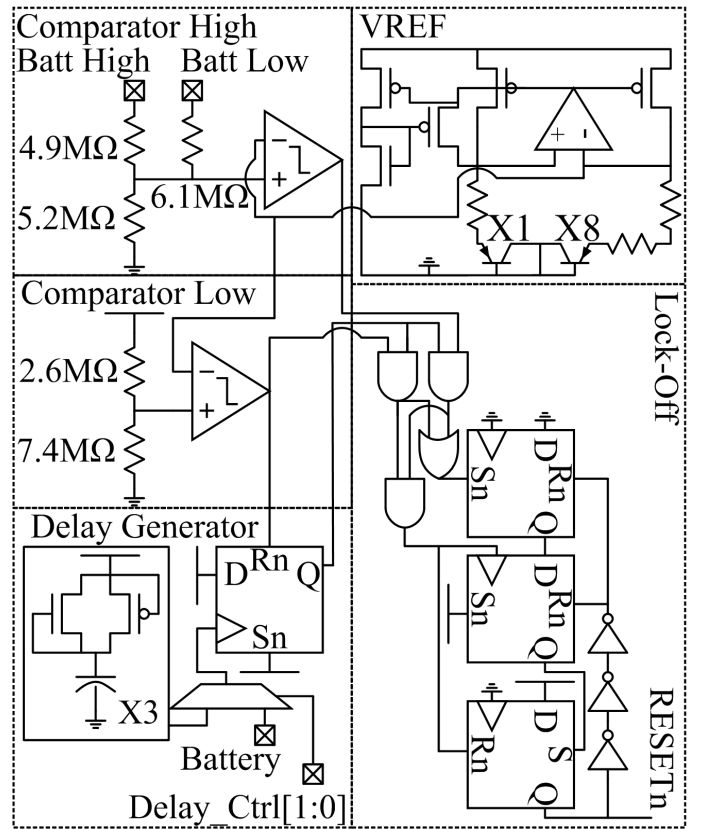 Comparator High
VREF
Batt High
Batt Low
4.9MΩ
5.2MΩ
6.1MΩ
−
+
+
-
X1
X8
Comparator Low
2.6MΩ
7.4MΩ
−
+
Lock-Off
Sn
D
Rn
Q
Delay Generator
X3
D
Rn
Q
Sn
Sn
D
Rn
Q
Rn
D
S
Q
RESETn
Battery
Delay_Ctrl[1:0]